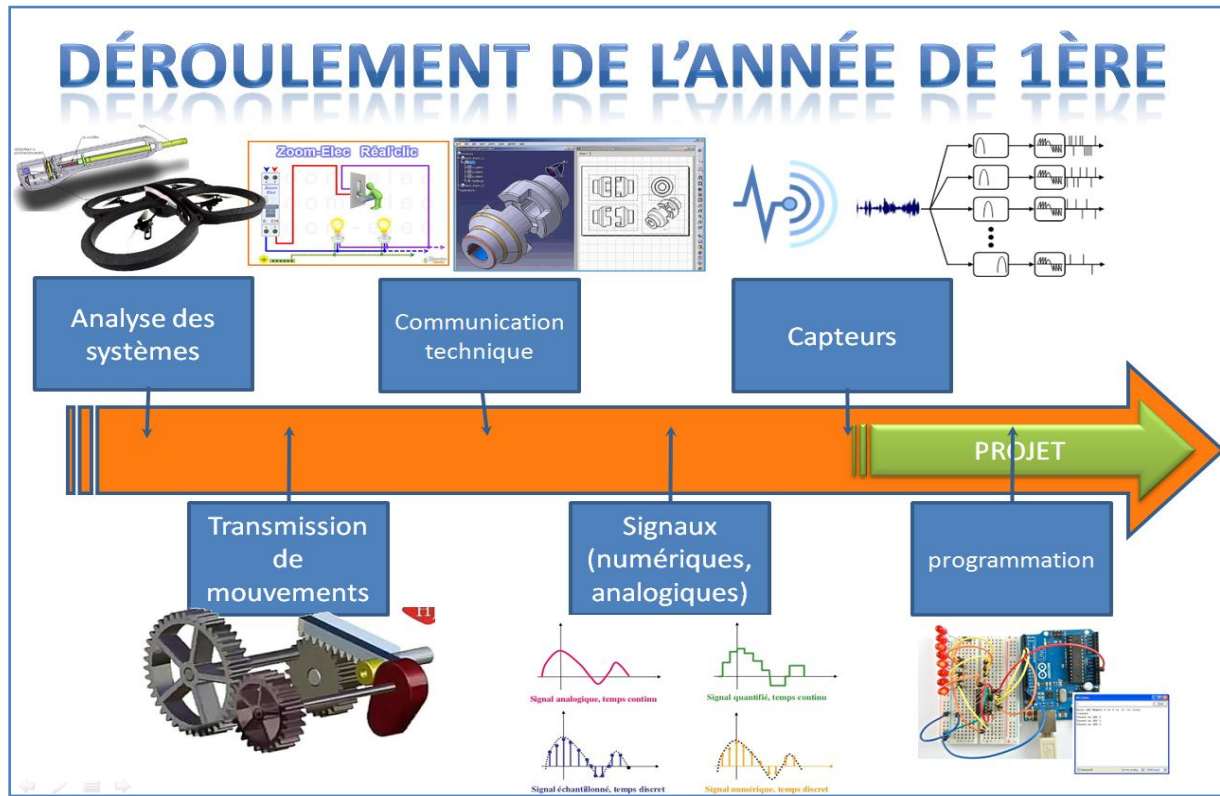 DÉROULEMENT DE L'ANNÉE DE 1ÈRE
Zoom-Elec Réal'clic
Analyse des
systèmes
Communication
technique
Capteurs
PROJET
Transmission
de
mouvements
Signaux
(numériques,
analogiques)
programmation
H
Signal analogique, temps continu
Signal quantifié, temps continu
Signal échantillonné, temps discret
Signal numérique, temps discret